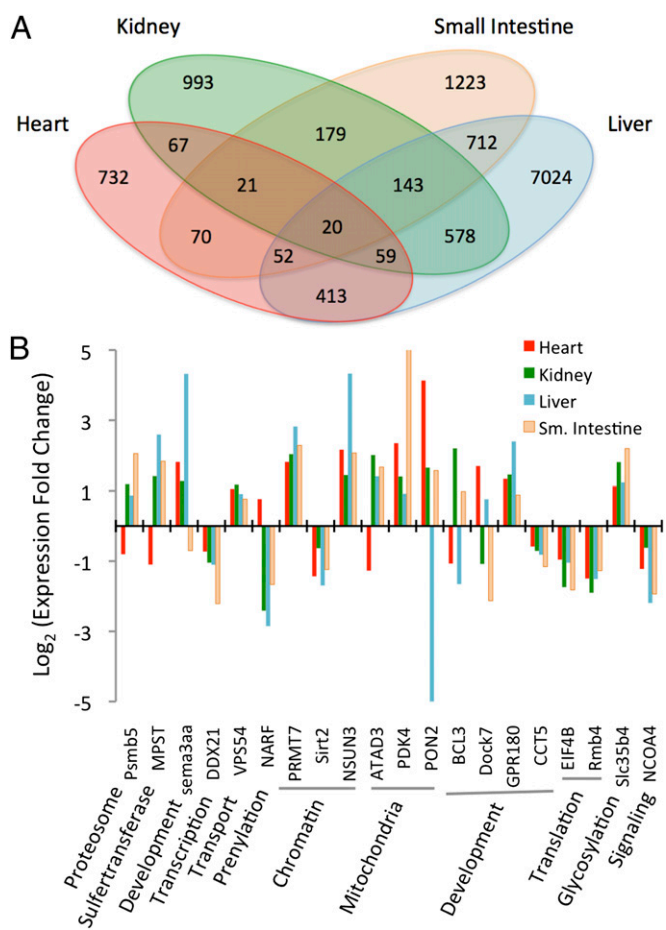 A
Kidney
Small Intestine
Heart
Liver
993
1223
67
179
712
732
21
143
7024
70
20
578
52
59
413
B
Log2 (Expression Fold Change)
5
3
1
-1
-3
-5
Heart
Kidney
Liver
Sm. Intestine
Psmb5
MPST
sema3aa
DDX21
VPS54
NARF
PRMT7
Sirt2
NSUN3
ATAD3
PDK4
PON2
BCL3
Dock7
GPR180
CCT5
EIF4B
Rmb4
Slc35b4
NCOA4
Proteosome
Sulfertransferase
Development
Transcription
Transport
Prenylation
Chromatin
Mitochondria
Development
Translation
Glycosylation
Signaling